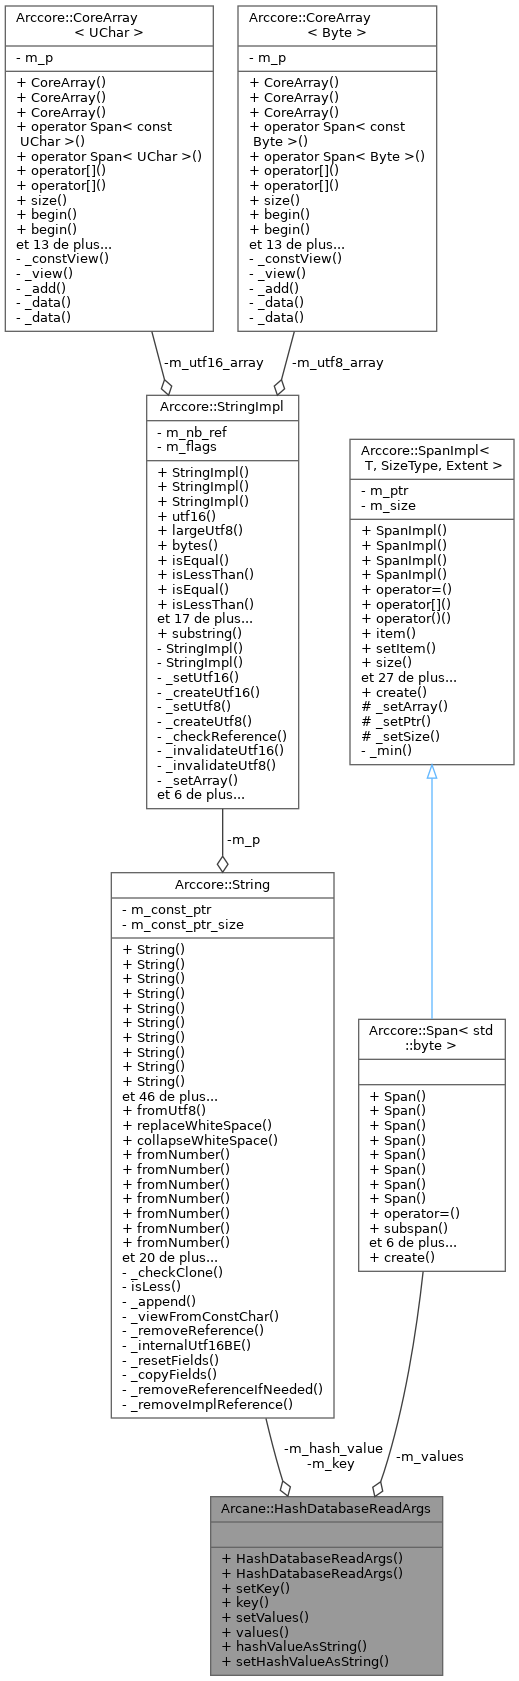 Arccore::CoreArray
< UChar >
- m_p
+ CoreArray()
+ CoreArray()
+ CoreArray()
+ operator Span< const
UChar >()
+ operator Span< UChar >()
+ operator[]()
+ operator[]()
+ size()
+ begin()
+ begin()
et 13 de plus...
- _constView()
- _view()
- _add()
- _data()
- _data()
Arccore::CoreArray
< Byte >
- m_p
+ CoreArray()
+ CoreArray()
+ CoreArray()
+ operator Span< const
Byte >()
+ operator Span< Byte >()
+ operator[]()
+ operator[]()
+ size()
+ begin()
+ begin()
et 13 de plus...
- _constView()
- _view()
- _add()
- _data()
- _data()
-m_utf16_array
-m_utf8_array
Arccore::StringImpl
- m_nb_ref
- m_flags
+ StringImpl()
+ StringImpl()
+ StringImpl()
+ utf16()
+ largeUtf8()
+ bytes()
+ isEqual()
+ isLessThan()
+ isEqual()
+ isLessThan()
et 17 de plus...
+ substring()
- StringImpl()
- StringImpl()
- _setUtf16()
- _createUtf16()
- _setUtf8()
- _createUtf8()
- _checkReference()
- _invalidateUtf16()
- _invalidateUtf8()
- _setArray()
et 6 de plus...
Arccore::SpanImpl<
T, SizeType, Extent >
- m_ptr
- m_size
+ SpanImpl()
+ SpanImpl()
+ SpanImpl()
+ SpanImpl()
+ operator=()
+ operator[]()
+ operator()()
+ item()
+ setItem()
+ size()
et 27 de plus...
+ create()
# _setArray()
# _setPtr()
# _setSize()
- _min()
-m_p
Arccore::String
- m_const_ptr
- m_const_ptr_size
+ String()
+ String()
+ String()
+ String()
+ String()
+ String()
+ String()
+ String()
+ String()
+ String()
et 46 de plus...
+ fromUtf8()
+ replaceWhiteSpace()
+ collapseWhiteSpace()
+ fromNumber()
+ fromNumber()
+ fromNumber()
+ fromNumber()
+ fromNumber()
+ fromNumber()
+ fromNumber()
et 20 de plus...
- _checkClone()
- isLess()
- _append()
- _viewFromConstChar()
- _removeReference()
- _internalUtf16BE()
- _resetFields()
- _copyFields()
- _removeReferenceIfNeeded()
- _removeImplReference()
Arccore::Span< std
::byte >
+ Span()
+ Span()
+ Span()
+ Span()
+ Span()
+ Span()
+ Span()
+ Span()
+ operator=()
+ subspan()
et 6 de plus...
+ create()
-m_hash_value
-m_key
-m_values
Arcane::HashDatabaseReadArgs
+ HashDatabaseReadArgs()
+ HashDatabaseReadArgs()
+ setKey()
+ key()
+ setValues()
+ values()
+ hashValueAsString()
+ setHashValueAsString()